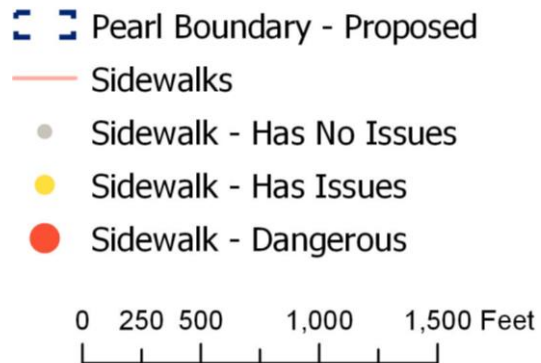 Pearl Boundary - Proposed
Sidewalks
Sidewalk - Has No Issues
Sidewalk - Has Issues
Sidewalk - Dangerous
0 250 500 1,000 1,500 Feet